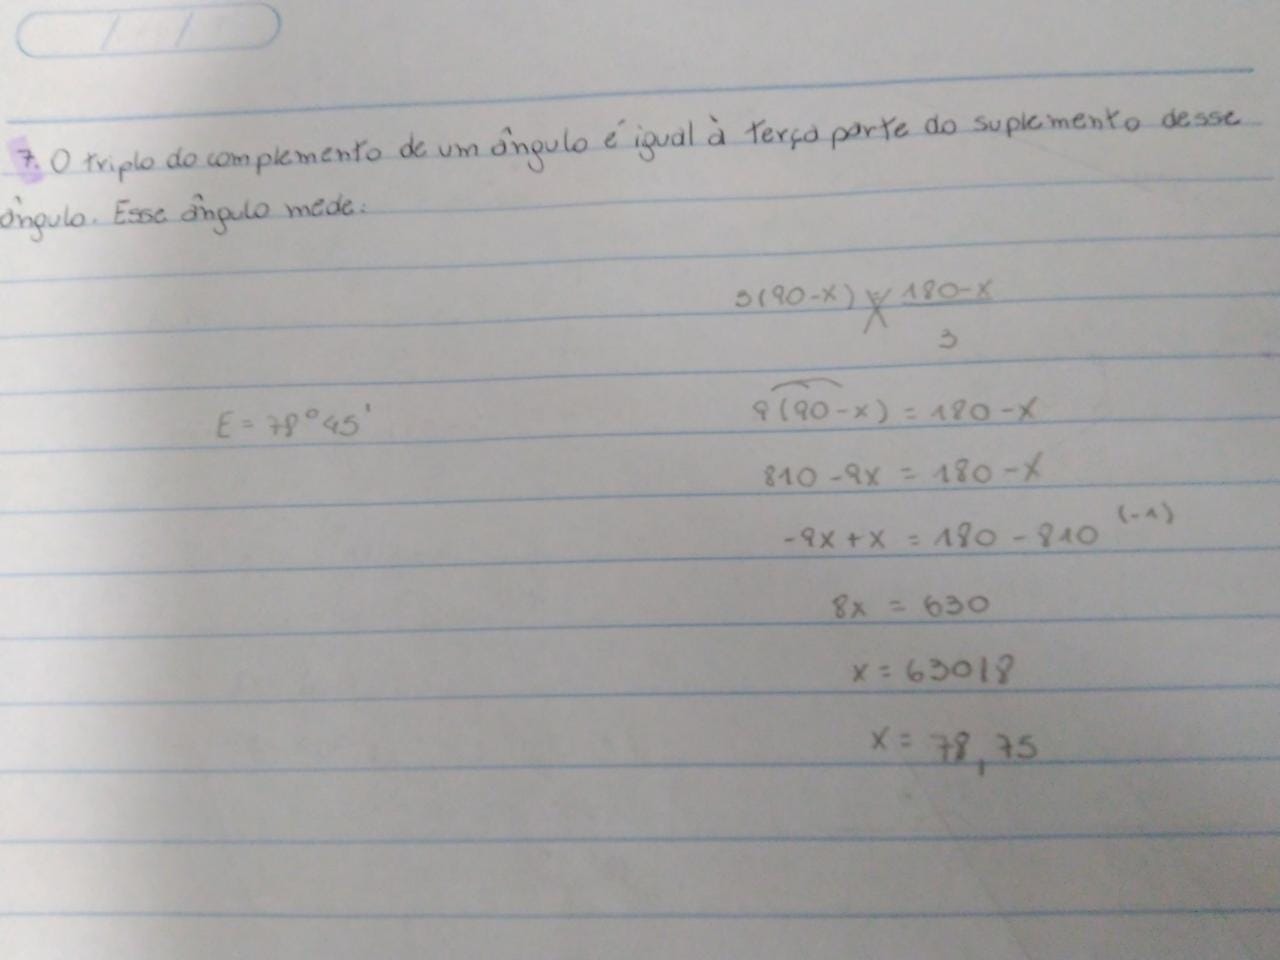 7. O triplo do complemento de um ângulo é igual à terça parte do suplemento desse
ângulo. Esse ângulo mede:
3(90-x) = 180-x
3
9(90-x) = 180-x
E = 78° 45'
810 -9x = 180 -x
-9x + x = 180 - 810 (-1)
8x = 630
x = 630/8
x = 78,75